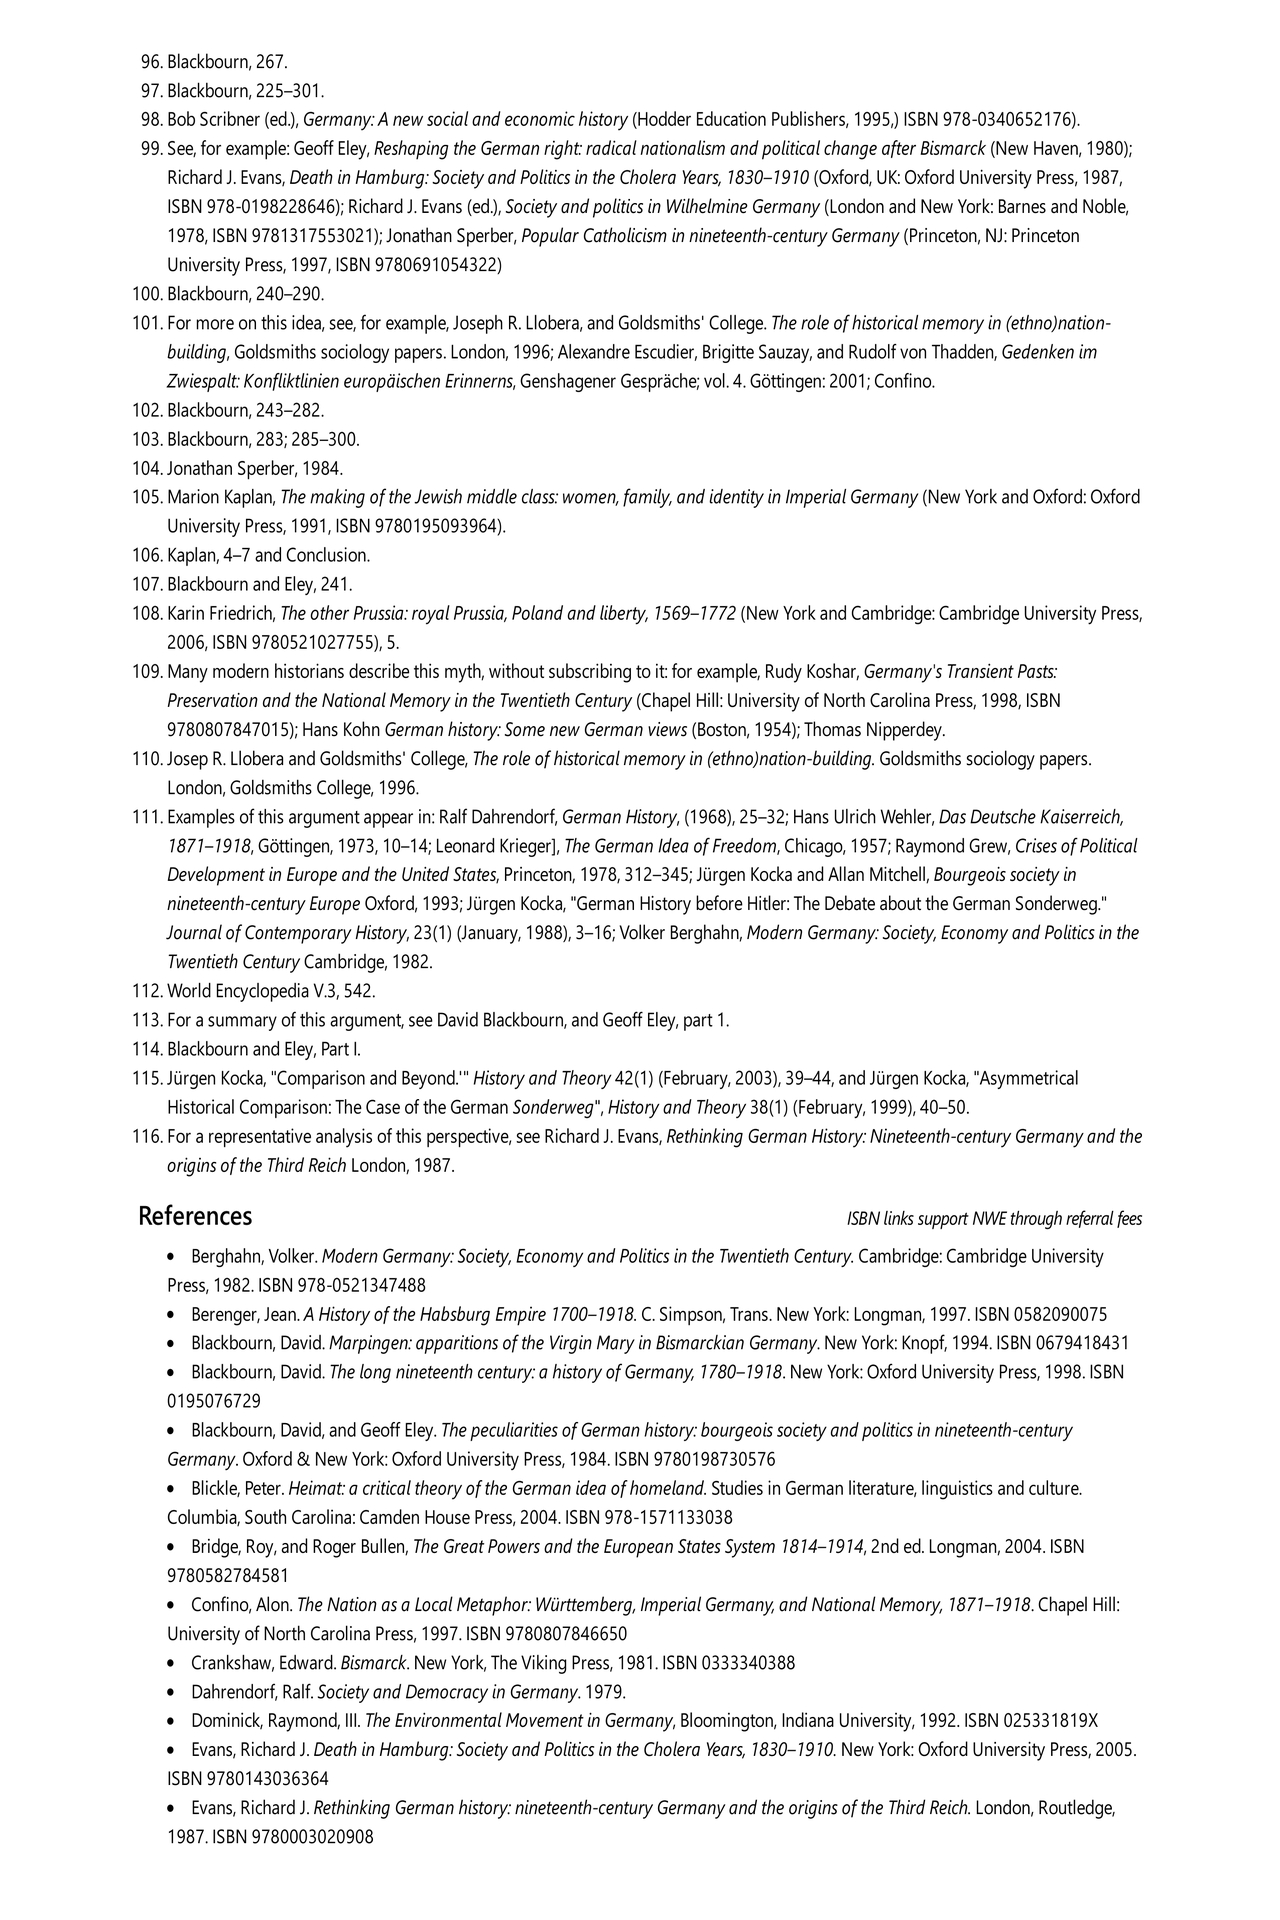 96. Blackbourn, 267.
97. Blackbourn, 225–301.
98. Bob Scribner (ed.), Germany: A new social and economic history (Hodder Education Publishers, 1995,) ISBN 978-0340652176).
99. See, for example: Geoff Eley, Reshaping the German right: radical nationalism and political change after Bismarck (New Haven, 1980);
Richard J. Evans, Death in Hamburg: Society and Politics in the Cholera Years, 1830–1910 (Oxford, UK: Oxford University Press, 1987,
ISBN 978-0198228646); Richard J. Evans (ed.), Society and politics in Wilhelmine Germany (London and New York: Barnes and Noble,
1978, ISBN 9781317553021); Jonathan Sperber, Popular Catholicism in nineteenth-century Germany (Princeton, NJ: Princeton
University Press, 1997, ISBN 9780691054322)
100. Blackbourn, 240–290.
101. For more on this idea, see, for example, Joseph R. Llobera, and Goldsmiths' College. The role of historical memory in (ethno)nation-
building, Goldsmiths sociology papers. London, 1996; Alexandre Escudier, Brigitte Sauzay, and Rudolf von Thadden, Gedenken im
Zwiespalt: Konfliktlinien europäischen Erinnerns, Genshagener Gespräche; vol. 4. Göttingen: 2001; Confino.
102. Blackbourn, 243–282.
103. Blackbourn, 283; 285–300.
104. Jonathan Sperber, 1984.
105. Marion Kaplan, The making of the Jewish middle class: women, family, and identity in Imperial Germany (New York and Oxford: Oxford
University Press, 1991, ISBN 9780195093964).
106. Kaplan, 4–7 and Conclusion.
107. Blackbourn and Eley, 241.
108. Karin Friedrich, The other Prussia: royal Prussia, Poland and liberty, 1569–1772 (New York and Cambridge: Cambridge University Press,
2006, ISBN 9780521027755), 5.
109. Many modern historians describe this myth, without subscribing to it: for example, Rudy Koshar, Germany's Transient Pasts:
Preservation and the National Memory in the Twentieth Century (Chapel Hill: University of North Carolina Press, 1998, ISBN
9780807847015); Hans Kohn German history: Some new German views (Boston, 1954); Thomas Nipperdey.
110. Josep R. Llobera and Goldsmiths' College, The role of historical memory in (ethno)nation-building. Goldsmiths sociology papers.
London, Goldsmiths College, 1996.
111. Examples of this argument appear in: Ralf Dahrendorf, German History, (1968), 25–32; Hans Ulrich Wehler, Das Deutsche Kaiserreich,
1871–1918, Göttingen, 1973, 10–14; Leonard Krieger], The German Idea of Freedom, Chicago, 1957; Raymond Grew, Crises of Political
Development in Europe and the United States, Princeton, 1978, 312–345; Jürgen Kocka and Allan Mitchell, Bourgeois society in
nineteenth-century Europe Oxford, 1993; Jürgen Kocka, "German History before Hitler: The Debate about the German Sonderweg."
Journal of Contemporary History, 23(1) (January, 1988), 3–16; Volker Berghahn, Modern Germany: Society, Economy and Politics in the
Twentieth Century Cambridge, 1982.
112. World Encyclopedia V.3, 542.
113. For a summary of this argument, see David Blackbourn, and Geoff Eley, part 1.
114. Blackbourn and Eley, Part I.
115. Jürgen Kocka, "Comparison and Beyond.'" History and Theory 42(1) (February, 2003), 39–44, and Jürgen Kocka, "Asymmetrical
Historical Comparison: The Case of the German Sonderweg", History and Theory 38(1) (February, 1999), 40–50.
116. For a representative analysis of this perspective, see Richard J. Evans, Rethinking German History: Nineteenth-century Germany and the
origins of the Third Reich London, 1987.
References
ISBN links support NWE through referral fees
• Berghahn, Volker. Modern Germany: Society, Economy and Politics in the Twentieth Century. Cambridge: Cambridge University
Press, 1982. ISBN 978-0521347488
• Berenger, Jean. A History of the Habsburg Empire 1700–1918. C. Simpson, Trans. New York: Longman, 1997. ISBN 0582090075
• Blackbourn, David. Marpingen: apparitions of the Virgin Mary in Bismarckian Germany. New York: Knopf, 1994. ISBN 0679418431
• Blackbourn, David. The long nineteenth century: a history of Germany, 1780–1918. New York: Oxford University Press, 1998. ISBN
0195076729
• Blackbourn, David, and Geoff Eley. The peculiarities of German history: bourgeois society and politics in nineteenth-century
Germany. Oxford & New York: Oxford University Press, 1984. ISBN 9780198730576
• Blickle, Peter. Heimat: a critical theory of the German idea of homeland. Studies in German literature, linguistics and culture.
Columbia, South Carolina: Camden House Press, 2004. ISBN 978-1571133038
• Bridge, Roy, and Roger Bullen, The Great Powers and the European States System 1814–1914, 2nd ed. Longman, 2004. ISBN
9780582784581
• Confino, Alon. The Nation as a Local Metaphor: Württemberg, Imperial Germany, and National Memory, 1871–1918. Chapel Hill:
University of North Carolina Press, 1997. ISBN 9780807846650
• Crankshaw, Edward. Bismarck. New York, The Viking Press, 1981. ISBN 0333340388
• Dahrendorf, Ralf. Society and Democracy in Germany. 1979.
• Dominick, Raymond, III. The Environmental Movement in Germany, Bloomington, Indiana University, 1992. ISBN 025331819X
• Evans, Richard J. Death in Hamburg: Society and Politics in the Cholera Years, 1830–1910. New York: Oxford University Press, 2005.
ISBN 9780143036364
• Evans, Richard J. Rethinking German history: nineteenth-century Germany and the origins of the Third Reich. London, Routledge,
1987. ISBN 9780003020908